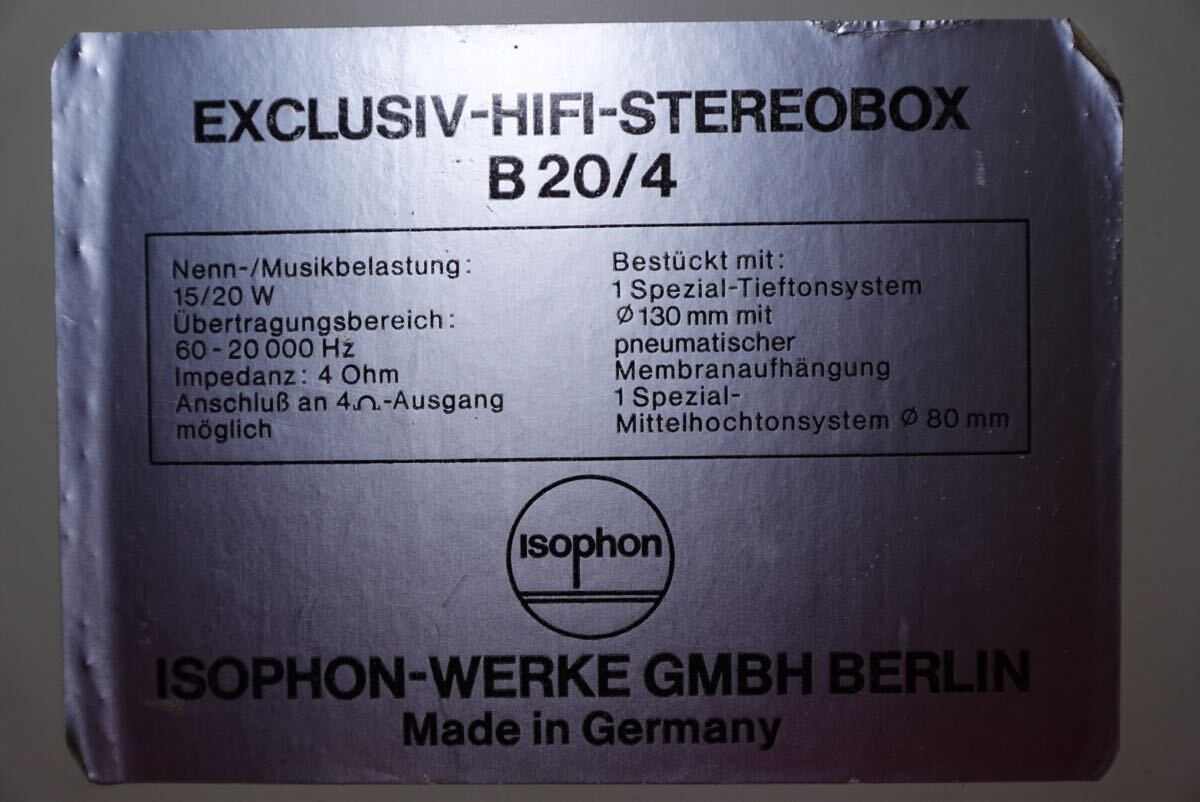 EXCLUSIV-HIFI-STEREOBOX
B 20/4
Nenn-/Musikbelastung:
15/20 W
Übertragungsbereich:
60-20 000 Hz
Impedanz: 4 Ohm
Anschluß an 4Ω-Ausgang
möglich
Bestückt mit:
1 Spezial-Tieftonsystem
Ø 130 mm mit
pneumatischer
Membranaufhängung
1 Spezial-
Mittelhochtonsystem Ø 80 mm
isophon
ISOPHON-WERKE GMBH BERLIN
Made in Germany